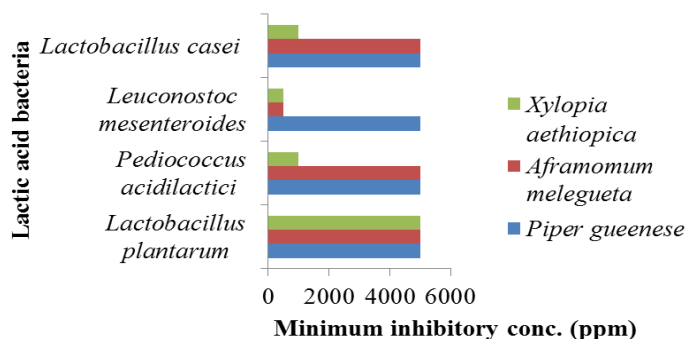 Lactic acid bacteria
Lactobacillus casei
Leuconostoc
mesenteroides
Pediococcus
acidilactici
Lactobacillus
plantarum
0 2000 4000 6000
Minimum inhibitory conc. (ppm)
Xylopia
aethiopica
Aframomum
melegueta
Piper gueenese